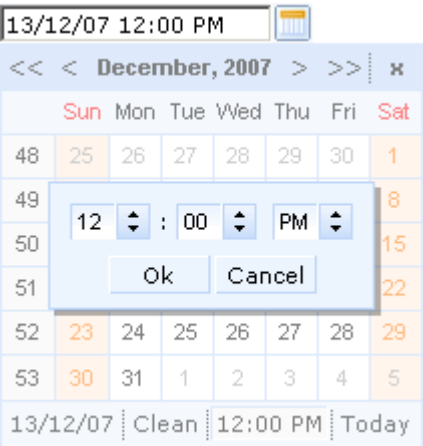 13/12/07 12:00 PM
<< < December, 2007 > >> x
Sun Mon Tue Wed Thu Fri Sat
48 25 26 27 28 29 30 1
49 8
12 : 00 PM
50 15
Ok Cancel
51 22
52 23 24 25 26 27 28 29
53 30 31 1 2 3 4 5
13/12/07 Clean 12:00 PM Today